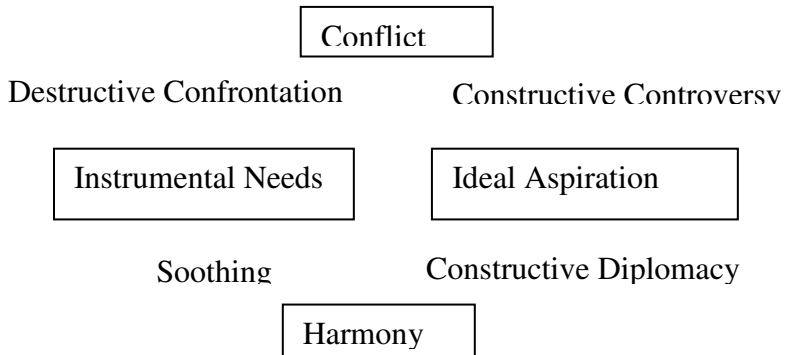 Conflict
Destructive Confrontation Constructive Controversy
Instrumental Needs Ideal Aspiration
Soothing Constructive Diplomacy
Harmony